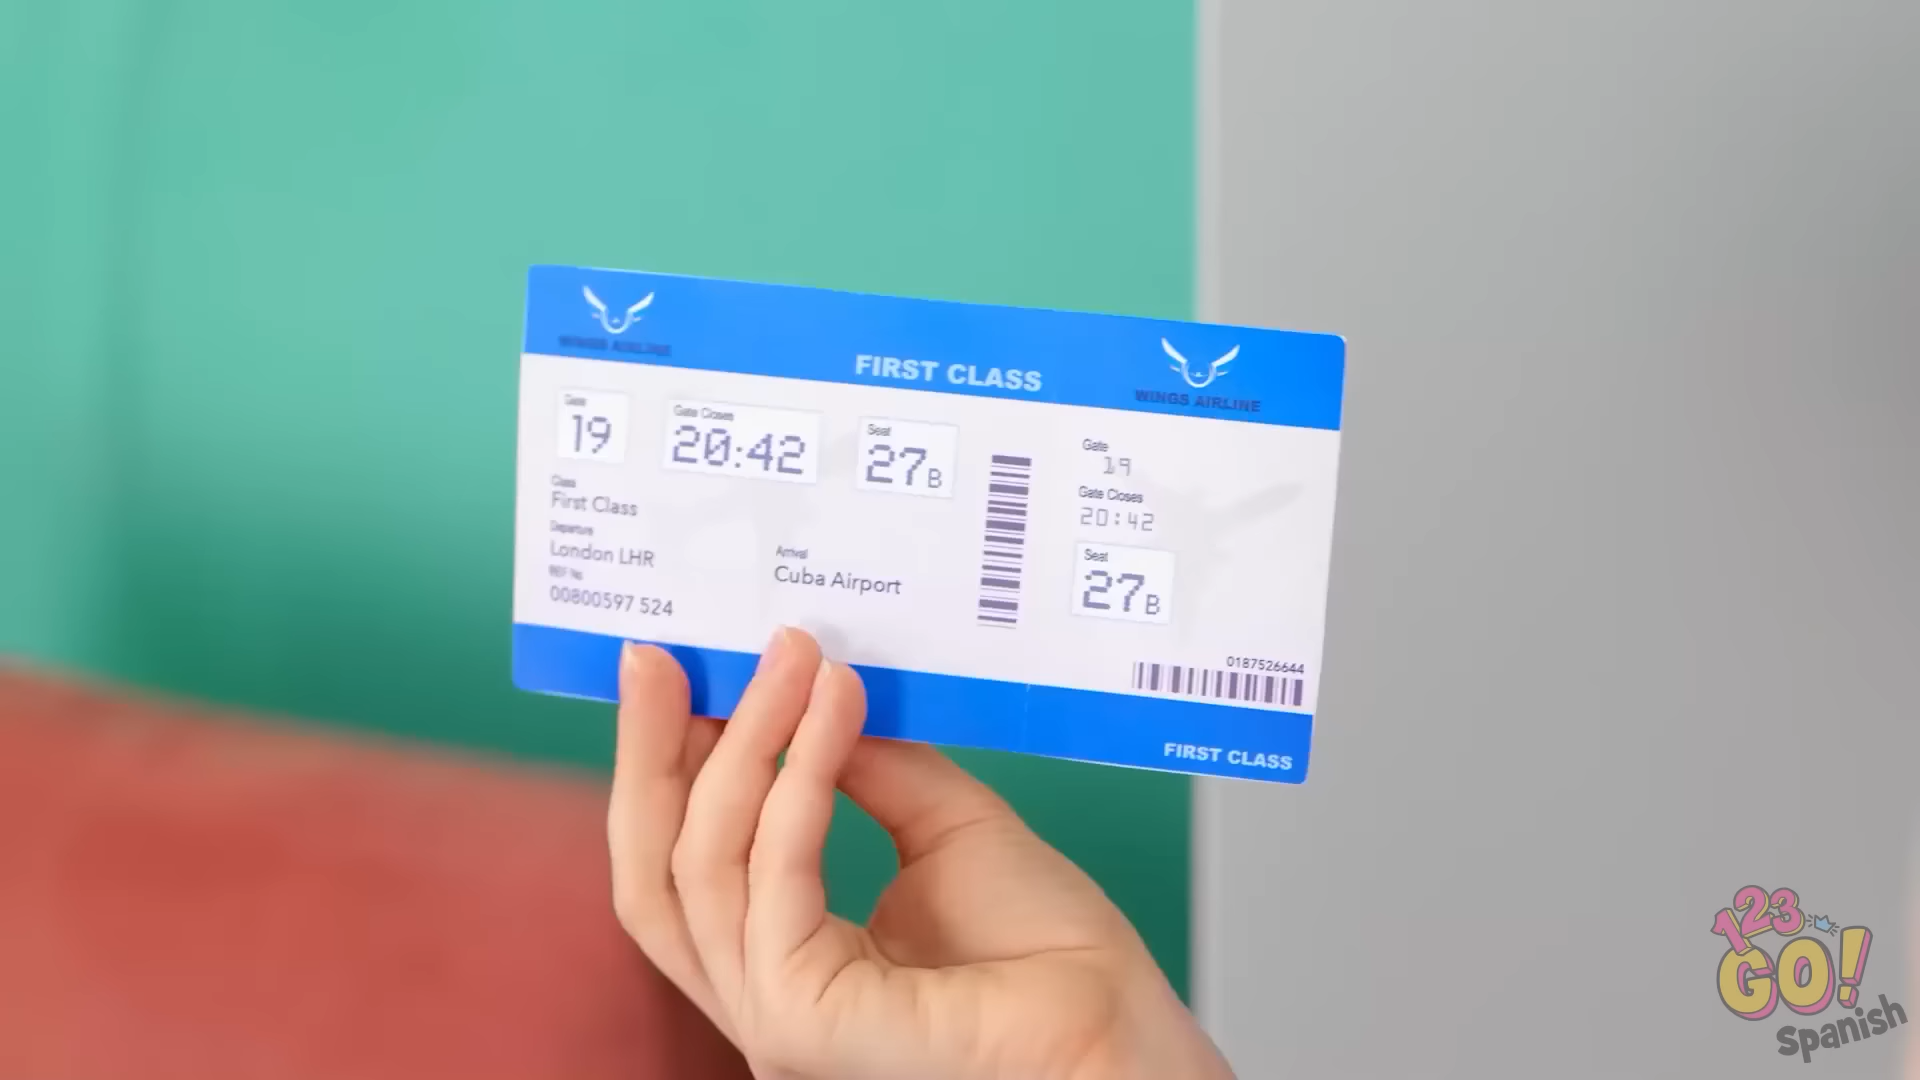 WINGS AIRLINE
FIRST CLASS
WINGS AIRLINE
Gate
19
Gate Closes
20:42
Seat
27B
Class
First Class
Departure
London LHR
REF No
00800597 524
Arrival
Cuba Airport
Gate
19
Gate Closes
20:42
Seat
27B
0187526644
FIRST CLASS
123
GO!
Spanish